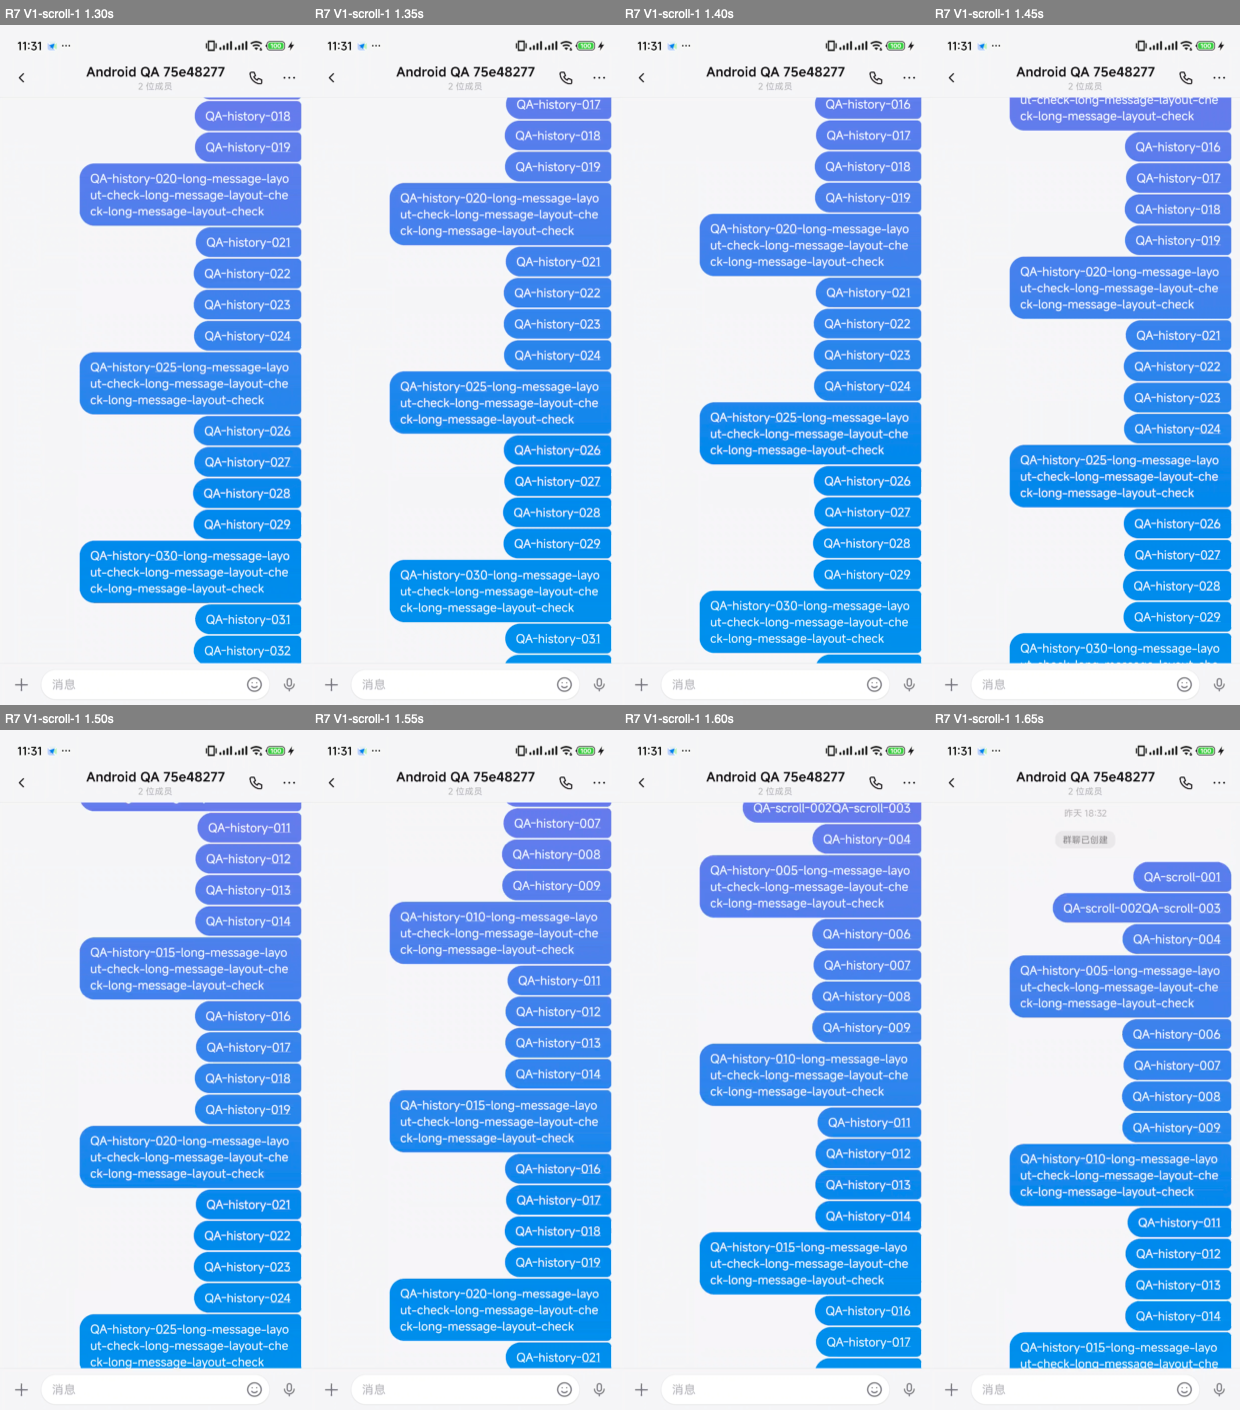 R7 V1-scroll-1 1.30s
11:31 ··· 100
Android QA 75e48277
2 位成员
QA-history-018
QA-history-019
QA-history-020-long-message-layo
ut-check-long-message-layout-che
ck-long-message-layout-check
QA-history-021
QA-history-022
QA-history-023
QA-history-024
QA-history-025-long-message-layo
ut-check-long-message-layout-che
ck-long-message-layout-check
QA-history-026
QA-history-027
QA-history-028
QA-history-029
QA-history-030-long-message-layo
ut-check-long-message-layout-che
ck-long-message-layout-check
QA-history-031
QA-history-032
消息
R7 V1-scroll-1 1.35s
11:31 ··· 100
Android QA 75e48277
2 位成员
QA-history-017
QA-history-018
QA-history-019
QA-history-020-long-message-layo
ut-check-long-message-layout-che
ck-long-message-layout-check
QA-history-021
QA-history-022
QA-history-023
QA-history-024
QA-history-025-long-message-layo
ut-check-long-message-layout-che
ck-long-message-layout-check
QA-history-026
QA-history-027
QA-history-028
QA-history-029
QA-history-030-long-message-layo
ut-check-long-message-layout-che
ck-long-message-layout-check
QA-history-031
消息
R7 V1-scroll-1 1.40s
11:31 ··· 100
Android QA 75e48277
2 位成员
QA-history-016
QA-history-017
QA-history-018
QA-history-019
QA-history-020-long-message-layo
ut-check-long-message-layout-che
ck-long-message-layout-check
QA-history-021
QA-history-022
QA-history-023
QA-history-024
QA-history-025-long-message-layo
ut-check-long-message-layout-che
ck-long-message-layout-check
QA-history-026
QA-history-027
QA-history-028
QA-history-029
QA-history-030-long-message-layo
ut-check-long-message-layout-che
ck-long-message-layout-check
消息
R7 V1-scroll-1 1.45s
11:31 ··· 100
Android QA 75e48277
2 位成员
ut-check-long-message-layout-che
ck-long-message-layout-check
QA-history-016
QA-history-017
QA-history-018
QA-history-019
QA-history-020-long-message-layo
ut-check-long-message-layout-che
ck-long-message-layout-check
QA-history-021
QA-history-022
QA-history-023
QA-history-024
QA-history-025-long-message-layo
ut-check-long-message-layout-che
ck-long-message-layout-check
QA-history-026
QA-history-027
QA-history-028
QA-history-029
QA-history-030-long-message-layo
ut-check-long-message-layout-che
消息
R7 V1-scroll-1 1.50s
11:31 ··· 100
Android QA 75e48277
2 位成员
QA-history-011
QA-history-012
QA-history-013
QA-history-014
QA-history-015-long-message-layo
ut-check-long-message-layout-che
ck-long-message-layout-check
QA-history-016
QA-history-017
QA-history-018
QA-history-019
QA-history-020-long-message-layo
ut-check-long-message-layout-che
ck-long-message-layout-check
QA-history-021
QA-history-022
QA-history-023
QA-history-024
QA-history-025-long-message-layo
ut-check-long-message-layout-che
ck-long-message-layout-check
消息
R7 V1-scroll-1 1.55s
11:31 ··· 100
Android QA 75e48277
2 位成员
QA-history-007
QA-history-008
QA-history-009
QA-history-010-long-message-layo
ut-check-long-message-layout-che
ck-long-message-layout-check
QA-history-011
QA-history-012
QA-history-013
QA-history-014
QA-history-015-long-message-layo
ut-check-long-message-layout-che
ck-long-message-layout-check
QA-history-016
QA-history-017
QA-history-018
QA-history-019
QA-history-020-long-message-layo
ut-check-long-message-layout-che
ck-long-message-layout-check
QA-history-021
消息
R7 V1-scroll-1 1.60s
11:31 ··· 100
Android QA 75e48277
2 位成员
QA-scroll-002QA-scroll-003
QA-history-004
QA-history-005-long-message-layo
ut-check-long-message-layout-che
ck-long-message-layout-check
QA-history-006
QA-history-007
QA-history-008
QA-history-009
QA-history-010-long-message-layo
ut-check-long-message-layout-che
ck-long-message-layout-check
QA-history-011
QA-history-012
QA-history-013
QA-history-014
QA-history-015-long-message-layo
ut-check-long-message-layout-che
ck-long-message-layout-check
QA-history-016
QA-history-017
消息
R7 V1-scroll-1 1.65s
11:31 ··· 100
Android QA 75e48277
2 位成员
昨天 18:32
群聊已创建
QA-scroll-001
QA-scroll-002QA-scroll-003
QA-history-004
QA-history-005-long-message-layo
ut-check-long-message-layout-che
ck-long-message-layout-check
QA-history-006
QA-history-007
QA-history-008
QA-history-009
QA-history-010-long-message-layo
ut-check-long-message-layout-che
ck-long-message-layout-check
QA-history-011
QA-history-012
QA-history-013
QA-history-014
QA-history-015-long-message-layo
ut-check-long-message-layout-che
消息